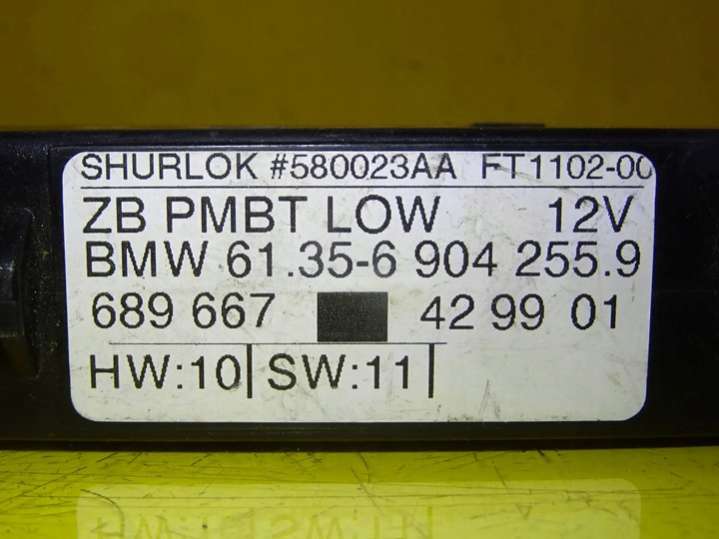 SHURLOK #580023AA FT1102-00
ZB PMBT LOW 12V
BMW 61.35-6 904 255.9
689 667 429 99 01
HW:10 SW:11